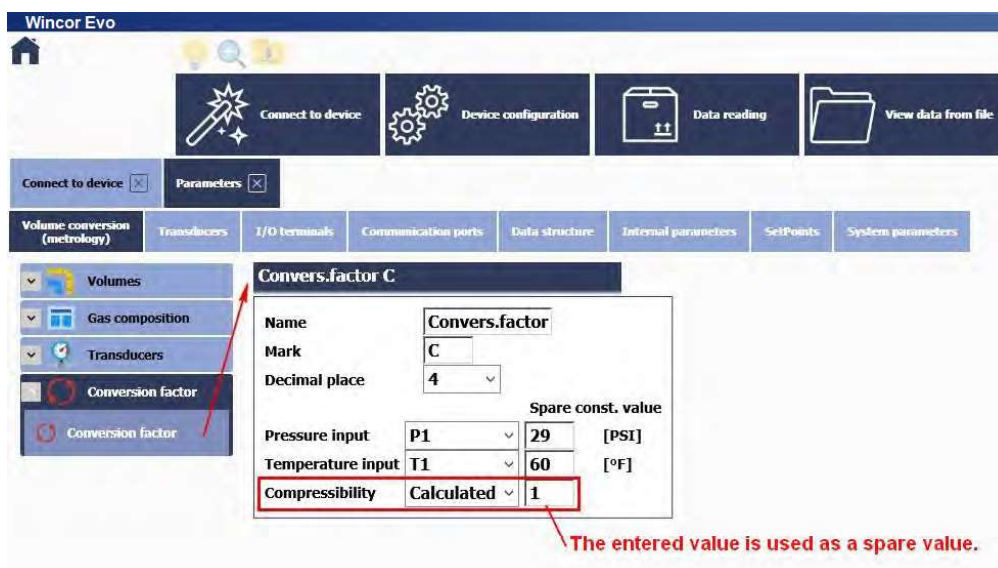 Wincor Evo
Connect to device
Device configuration
Data reading
View data from file
Connect to device
Parameters
Volume conversion
(metrology)
Transducers
I/O terminals
Communication ports
Data structure
Internal parameters
SetPoints
System parameters
Volumes
Gas composition
Transducers
Conversion factor
Conversion factor
Convers.factor C
Name Convers.factor
Mark C
Decimal place 4
Spare const. value
Pressure input P1 29 [PSI]
Temperature input T1 60 [ºF]
Compressibility Calculated 1
The entered value is used as a spare value.